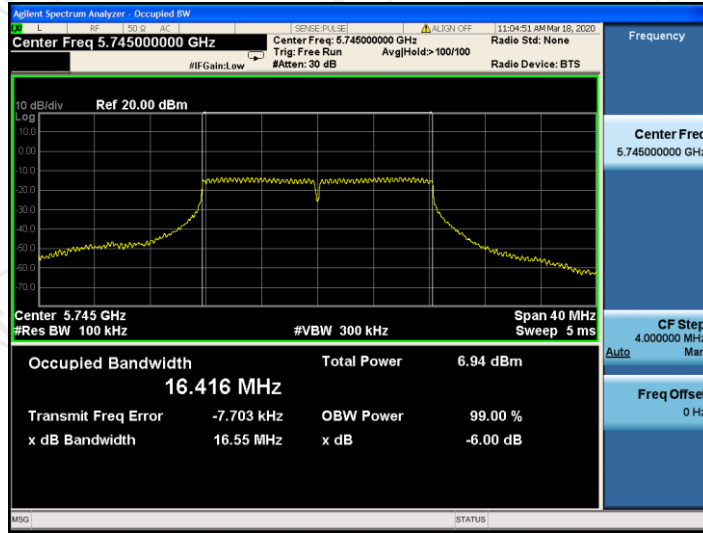 Agilent Spectrum Analyzer - Occupied BW
L RF 50 Ω AC SENSE:PULSE ALIGN OFF 11:04:51 AM Mar 18, 2020
Center Freq 5.745000000 GHz Center Freq: 5.745000000 GHz Radio Std: None
Trig: Free Run Avg|Hold:> 100/100
#IFGain:Low #Atten: 30 dB Radio Device: BTS
Frequency
10 dB/div Ref 20.00 dBm
Log
10.0
0.00
-10.0
-20.0
-30.0
-40.0
-50.0
-60.0
-70.0
Center 5.745 GHz Span 40 MHz
#Res BW 100 kHz #VBW 300 kHz Sweep 5 ms
Center Freq
5.745000000 GHz
CF Step
4.000000 MHz
Auto Man
Freq Offset
0 Hz
Occupied Bandwidth Total Power 6.94 dBm
16.416 MHz
Transmit Freq Error -7.703 kHz OBW Power 99.00 %
x dB Bandwidth 16.55 MHz x dB -6.00 dB
MSG STATUS